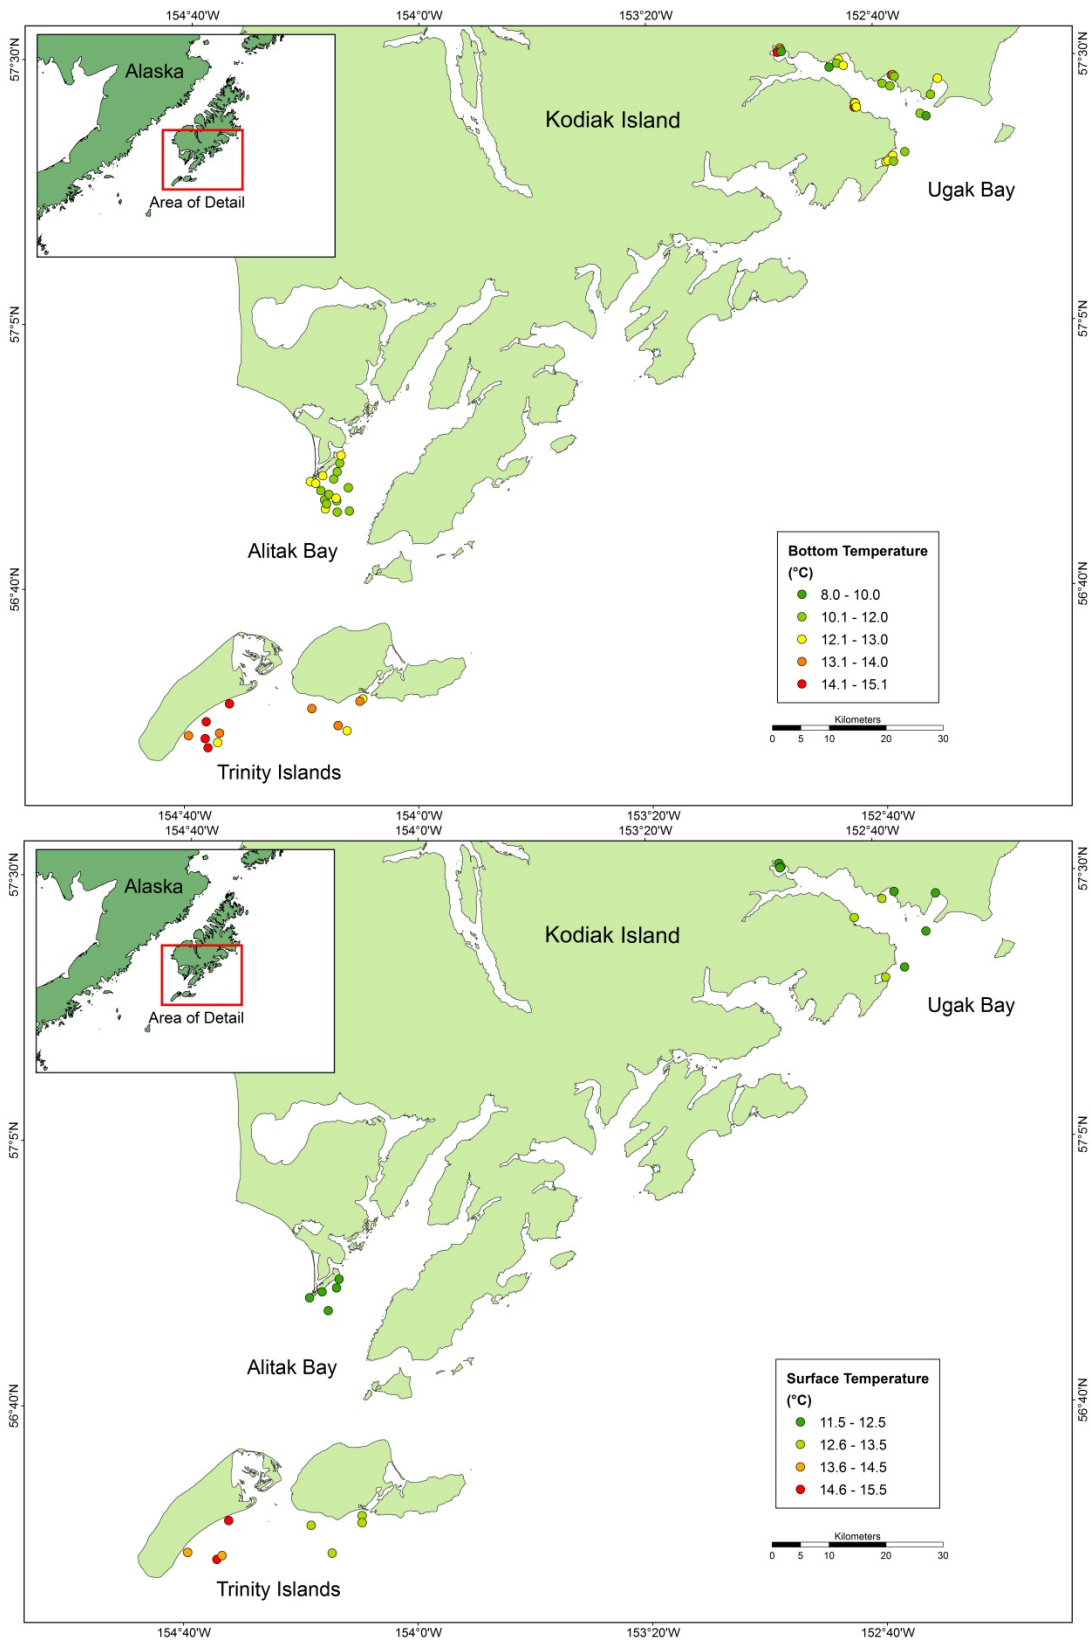 154°40'W 154°0'W 153°20'W 152°40'W
57°30'N
57°30'N
Alaska
Kodiak Island
Area of Detail
Ugak Bay
57°5'N
57°5'N
Alitak Bay
Bottom Temperature
(°C)
8.0 - 10.0
10.1 - 12.0
12.1 - 13.0
13.1 - 14.0
14.1 - 15.1
56°40'N
56°40'N
Kilometers
0 5 10 20 30
Trinity Islands
154°40'W 154°0'W 153°20'W 152°40'W
154°40'W 154°0'W 153°20'W 152°40'W
57°30'N
57°30'N
Alaska
Kodiak Island
Area of Detail
Ugak Bay
57°5'N
57°5'N
Alitak Bay
Surface Temperature
(°C)
11.5 - 12.5
12.6 - 13.5
13.6 - 14.5
14.6 - 15.5
56°40'N
56°40'N
Kilometers
0 5 10 20 30
Trinity Islands
154°40'W 154°0'W 153°20'W 152°40'W